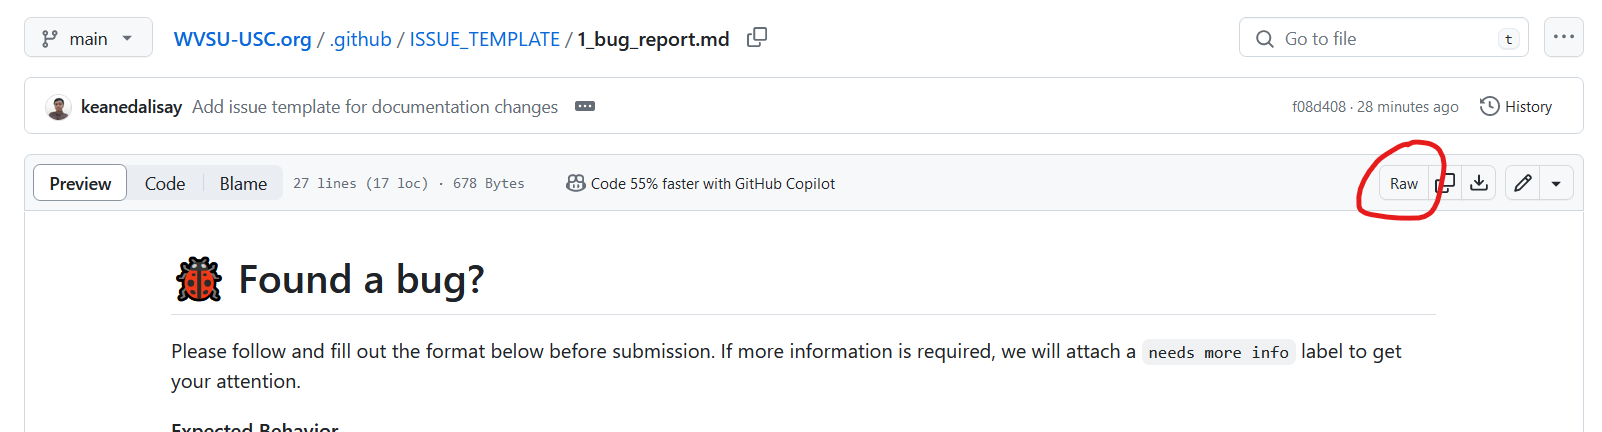 main WVSU-USC.org / .github / ISSUE_TEMPLATE / 1_bug_report.md Go to file t
keanedalisay Add issue template for documentation changes f08d408 · 28 minutes ago History
Preview Code Blame 27 lines (17 loc) · 678 Bytes Code 55% faster with GitHub Copilot Raw
Found a bug?
Please follow and fill out the format below before submission. If more information is required, we will attach a needs more info label to get
your attention.
Expected Behavior